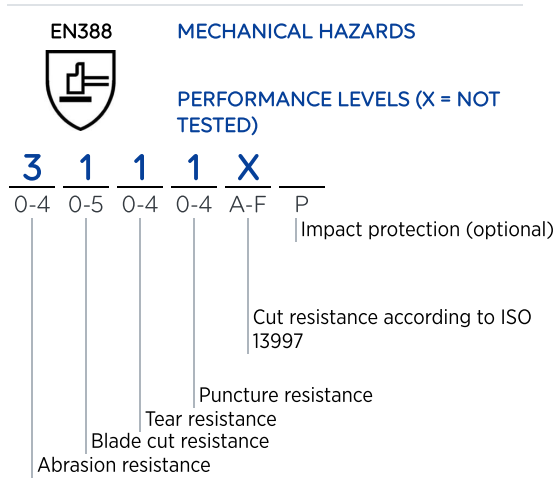 EN388
MECHANICAL HAZARDS
PERFORMANCE LEVELS (X = NOT
TESTED)
3 1 1 1 X
0-4 0-5 0-4 0-4 A-F P
Impact protection (optional)
Cut resistance according to ISO
13997
Puncture resistance
Tear resistance
Blade cut resistance
Abrasion resistance